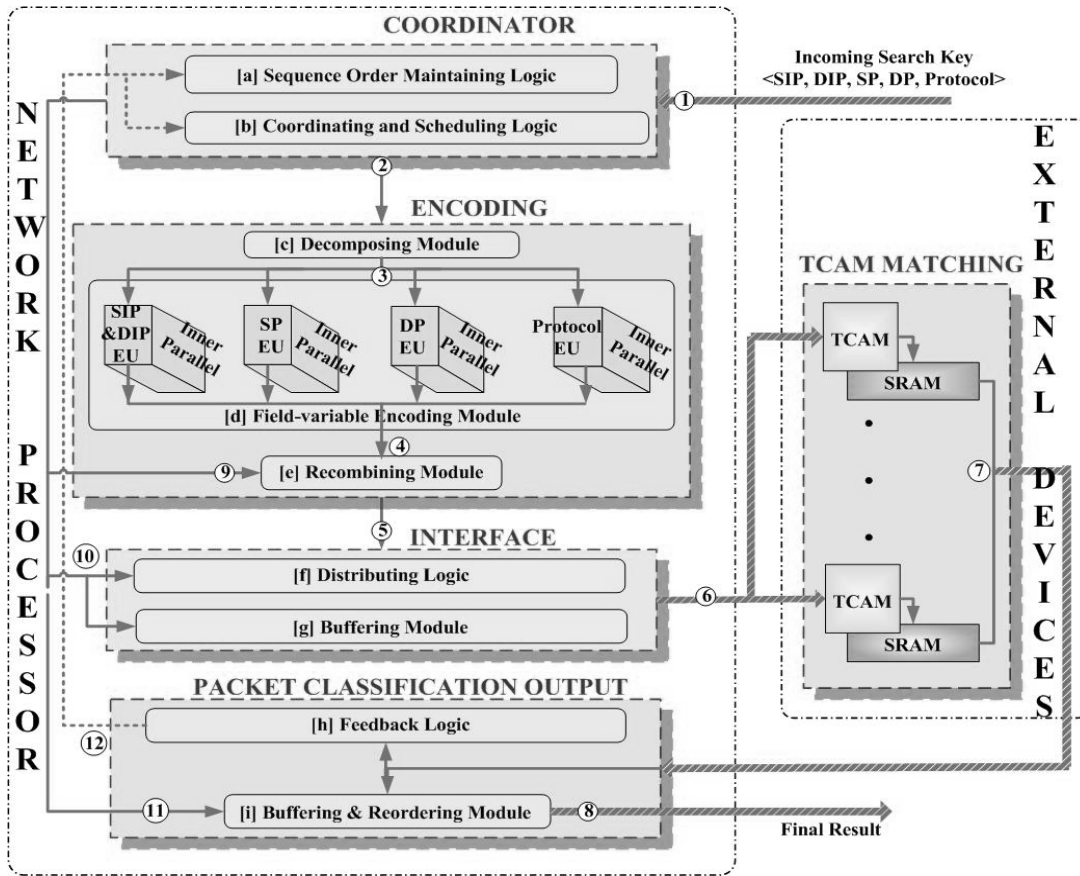 COORDINATOR
[a] Sequence Order Maintaining Logic
[b] Coordinating and Scheduling Logic
Incoming Search Key
<SIP, DIP, SP, DP, Protocol>
1
2
NETWORK PROCESSOR
EXTERNAL DEVICES
ENCODING
[c] Decomposing Module
3
SIP
&DIP
EU
Inner
Parallel
SP
EU
Inner
Parallel
DP
EU
Inner
Parallel
Protocol
EU
Inner
Parallel
[d] Field-variable Encoding Module
4
9
[e] Recombining Module
5
TCAM MATCHING
TCAM
SRAM
7
TCAM
SRAM
INTERFACE
10
[f] Distributing Logic
6
[g] Buffering Module
PACKET CLASSIFICATION OUTPUT
[h] Feedback Logic
12
11
[i] Buffering & Reordering Module
8
Final Result